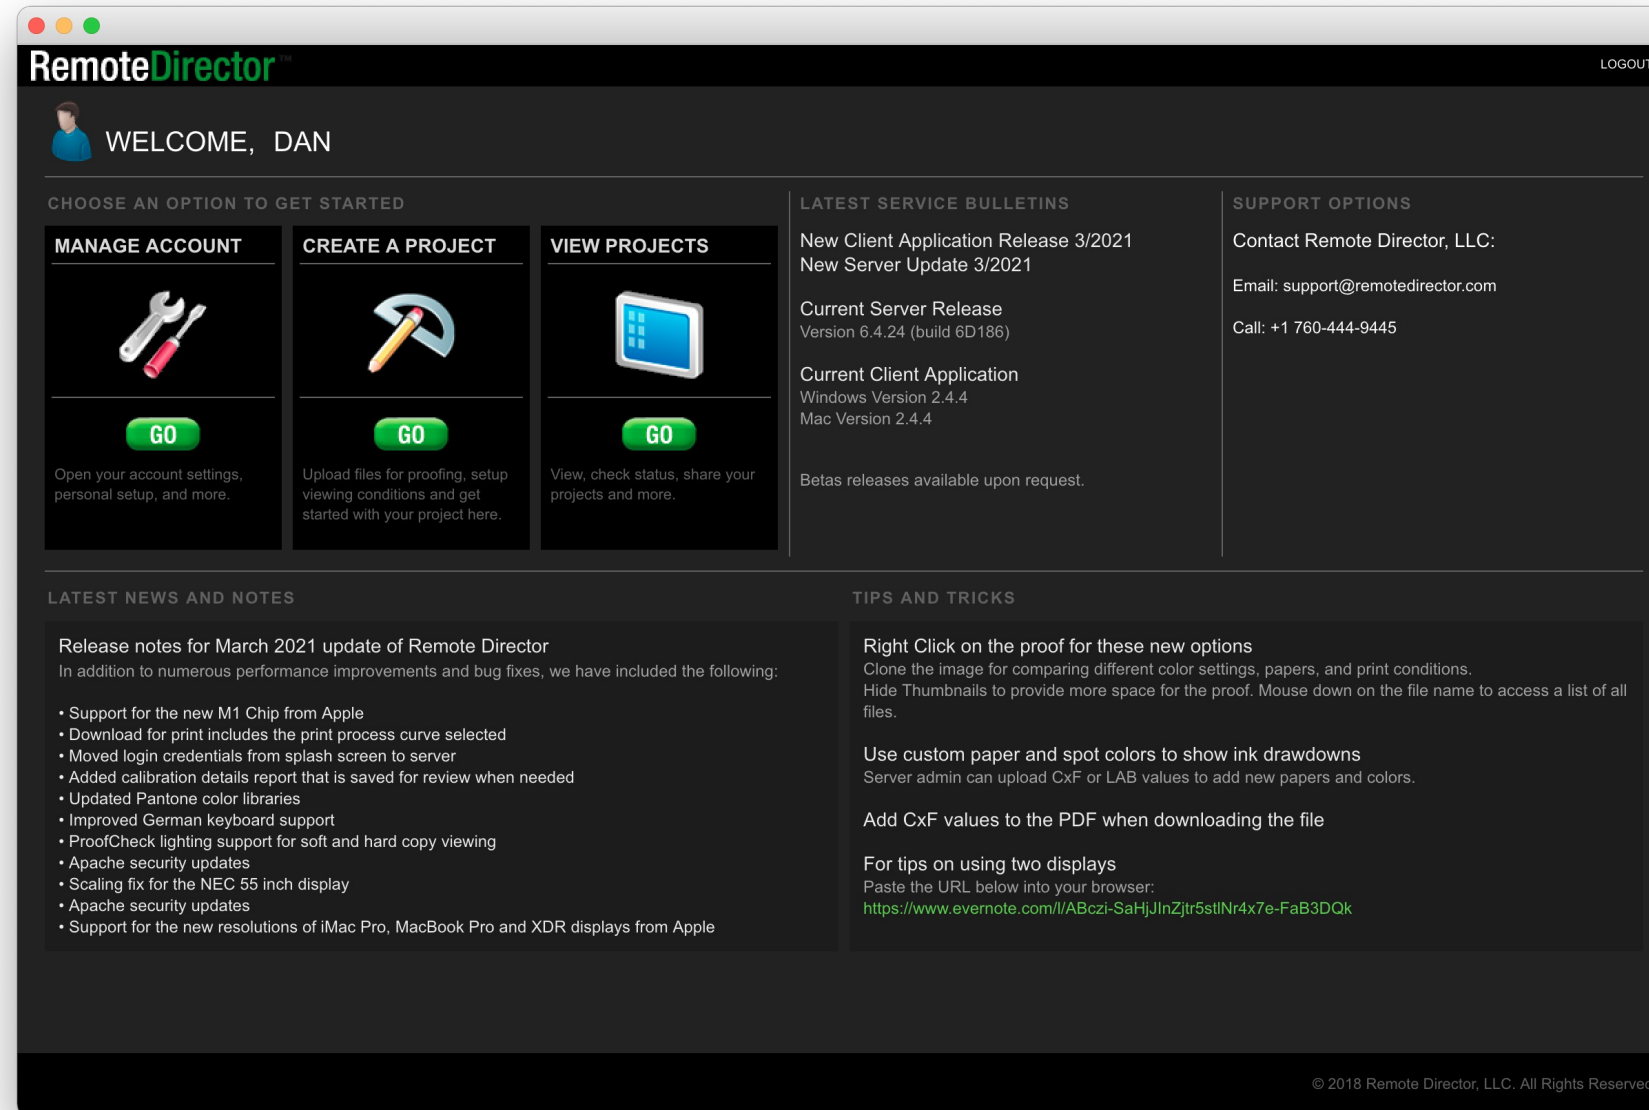 RemoteDirector™
LOGOUT
WELCOME, DAN
CHOOSE AN OPTION TO GET STARTED
MANAGE ACCOUNT
GO
Open your account settings,
personal setup, and more.
CREATE A PROJECT
GO
Upload files for proofing, setup
viewing conditions and get
started with your project here.
VIEW PROJECTS
GO
View, check status, share your
projects and more.
LATEST SERVICE BULLETINS
New Client Application Release 3/2021
New Server Update 3/2021
Current Server Release
Version 6.4.24 (build 6D186)
Current Client Application
Windows Version 2.4.4
Mac Version 2.4.4
Betas releases available upon request.
SUPPORT OPTIONS
Contact Remote Director, LLC:
Email: support@remotedirector.com
Call: +1 760-444-9445
LATEST NEWS AND NOTES
Release notes for March 2021 update of Remote Director
In addition to numerous performance improvements and bug fixes, we have included the following:
• Support for the new M1 Chip from Apple
• Download for print includes the print process curve selected
• Moved login credentials from splash screen to server
• Added calibration details report that is saved for review when needed
• Updated Pantone color libraries
• Improved German keyboard support
• ProofCheck lighting support for soft and hard copy viewing
• Apache security updates
• Scaling fix for the NEC 55 inch display
• Apache security updates
• Support for the new resolutions of iMac Pro, MacBook Pro and XDR displays from Apple
TIPS AND TRICKS
Right Click on the proof for these new options
Clone the image for comparing different color settings, papers, and print conditions.
Hide Thumbnails to provide more space for the proof. Mouse down on the file name to access a list of all
files.
Use custom paper and spot colors to show ink drawdowns
Server admin can upload CxF or LAB values to add new papers and colors.
Add CxF values to the PDF when downloading the file
For tips on using two displays
Paste the URL below into your browser:
https://www.evernote.com/l/ABczi-SaHjJInZjtr5stlNr4x7e-FaB3DQk
© 2018 Remote Director, LLC. All Rights Reserved